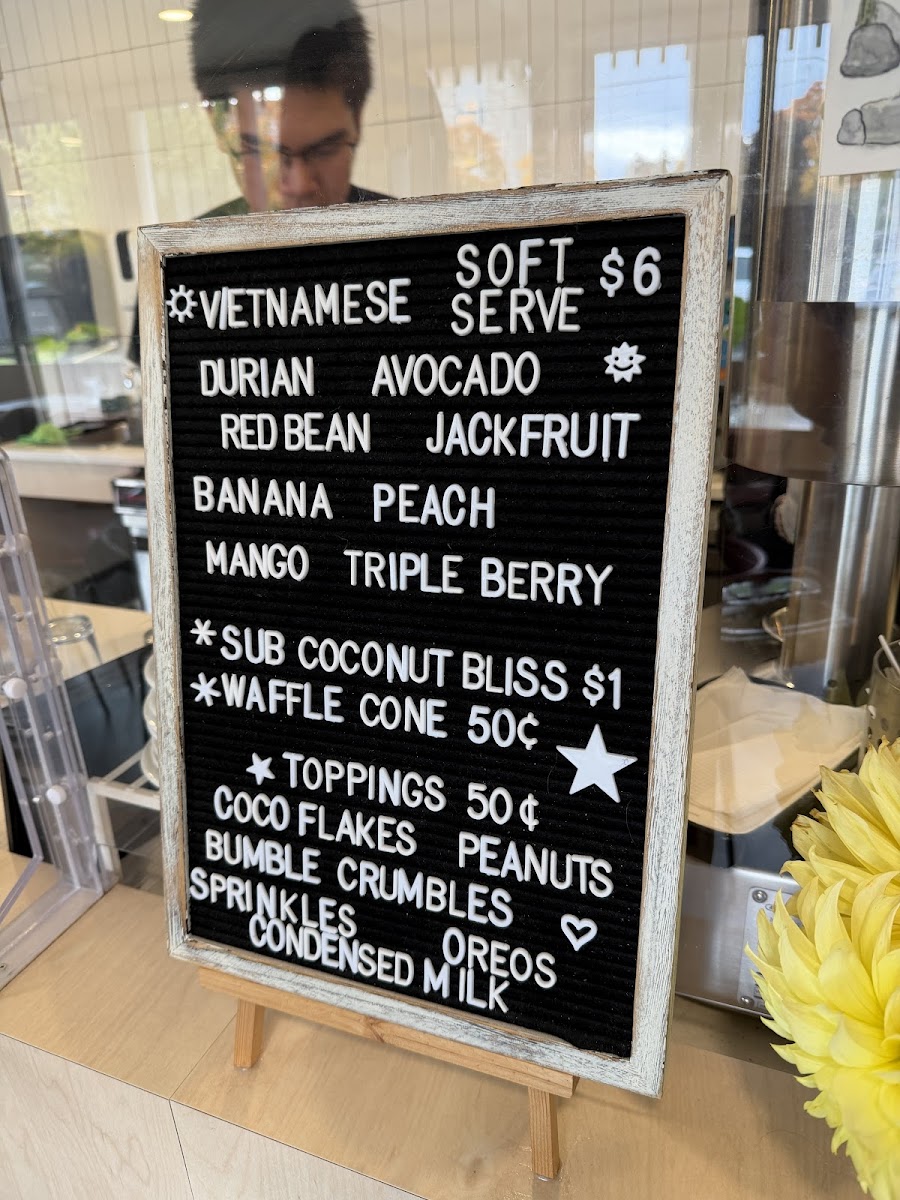 VIETNAMESE SOFT SERVE $6
DURIAN AVOCADO
RED BEAN JACKFRUIT
BANANA PEACH
MANGO TRIPLE BERRY
*SUB COCONUT BLISS $1
*WAFFLE CONE 50¢
★TOPPINGS 50¢
COCO FLAKES PEANUTS
BUMBLE CRUMBLES
SPRINKLES OREOS
CONDENSED MILK